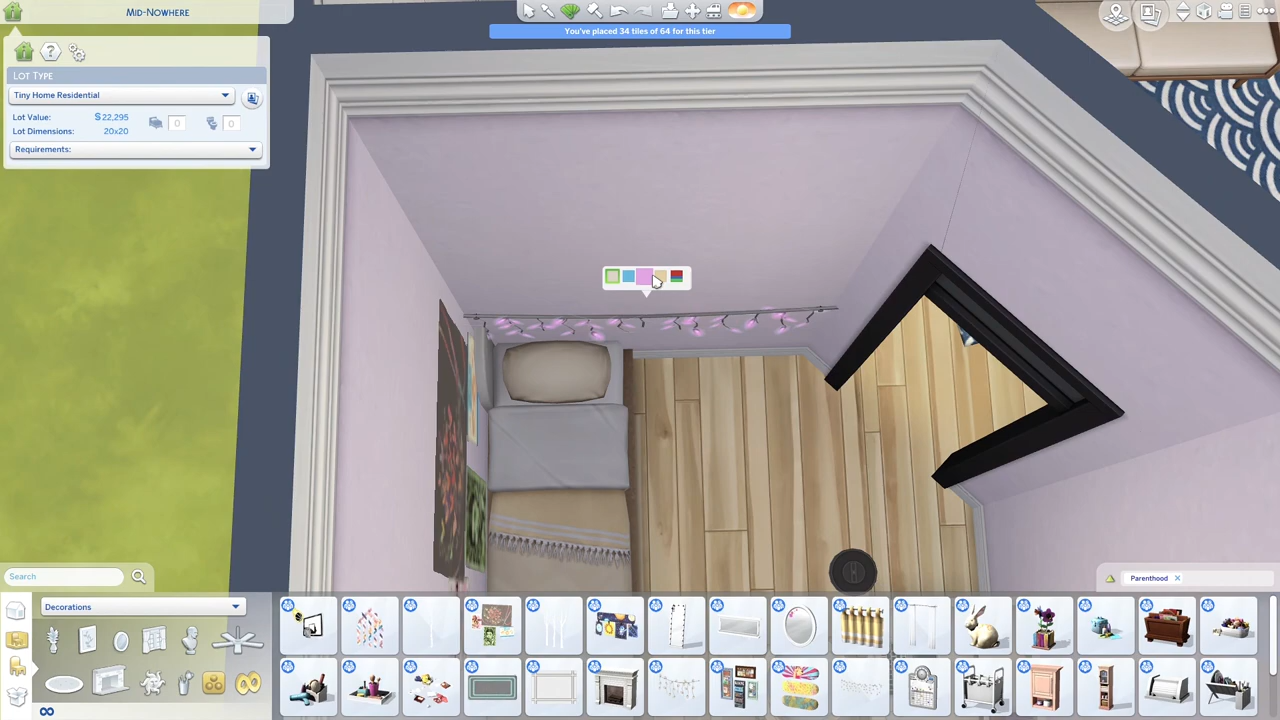 Mid-Nowhere
You've placed 34 tiles of 64 for this tier
Lot Type
Tiny Home Residential
Lot Value: §22,295
0
0
Lot Dimensions: 20x20
Requirements:
Search
Parenthood
Decorations